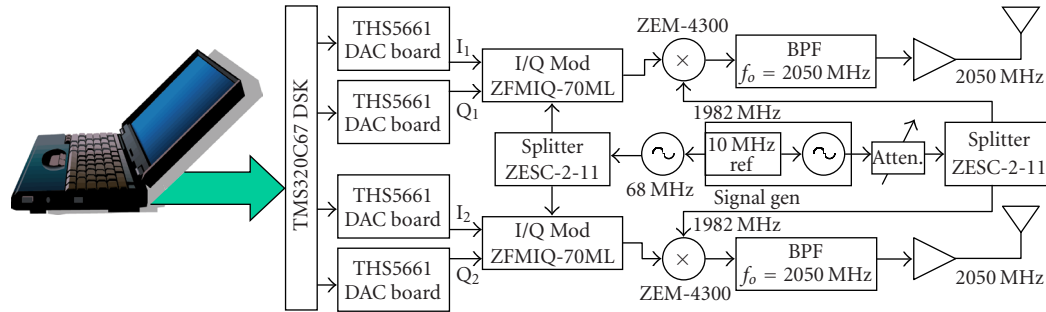 TMS320C67 DSK
THS5661
DAC board
I1
THS5661
DAC board
Q1
I/Q Mod
ZFMIQ-70ML
ZEM-4300
×
BPF
fo = 2050 MHz
2050 MHz
1982 MHz
Splitter
ZESC-2-11
68 MHz
10 MHz
ref
Signal gen
Atten.
Splitter
ZESC-2-11
THS5661
DAC board
I2
THS5661
DAC board
Q2
I/Q Mod
ZFMIQ-70ML
1982 MHz
×
ZEM-4300
BPF
fo = 2050 MHz
2050 MHz